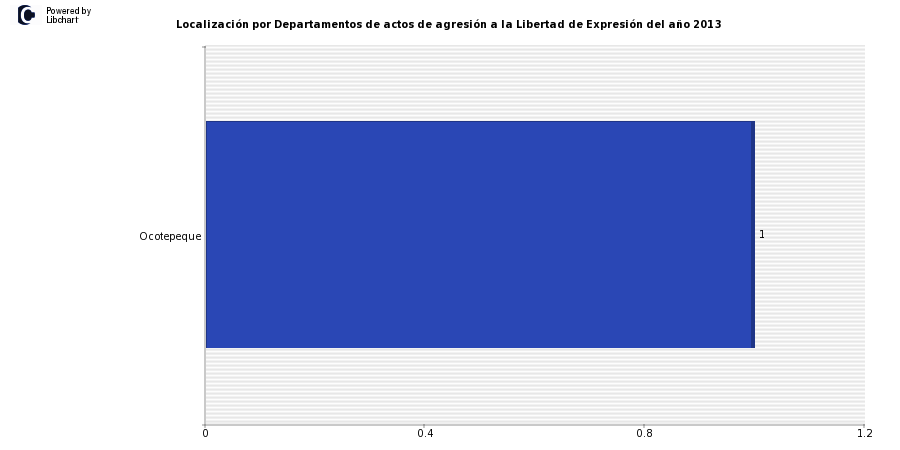 Powered by
Libchart
Localización por Departamentos de actos de agresión a la Libertad de Expresión del año 2013
Ocotepeque
1
0
0.4
0.8
1.2